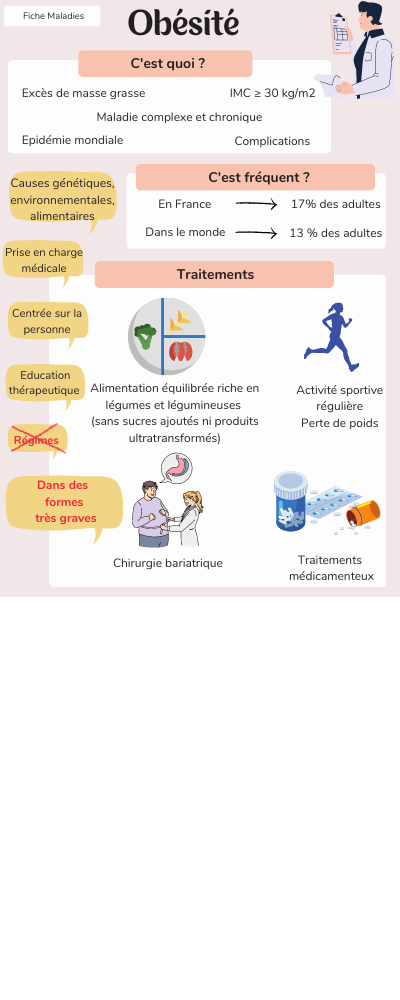 Fiche Maladies
Obésité
C'est quoi ?
Excès de masse grasse
IMC ≥ 30 kg/m2
Maladie complexe et chronique
Epidémie mondiale
Complications
C'est fréquent ?
En France
17% des adultes
Dans le monde
13 % des adultes
Causes génétiques,
environnementales,
alimentaires
Prise en charge
médicale
Centrée sur la
personne
Education
thérapeutique
Régimes
Dans des
formes
très graves
Traitements
Alimentation équilibrée riche en
légumes et légumineuses
(sans sucres ajoutés ni produits
ultratransformés)
Activité sportive
régulière
Perte de poids
Chirurgie bariatrique
Traitements
médicamenteux